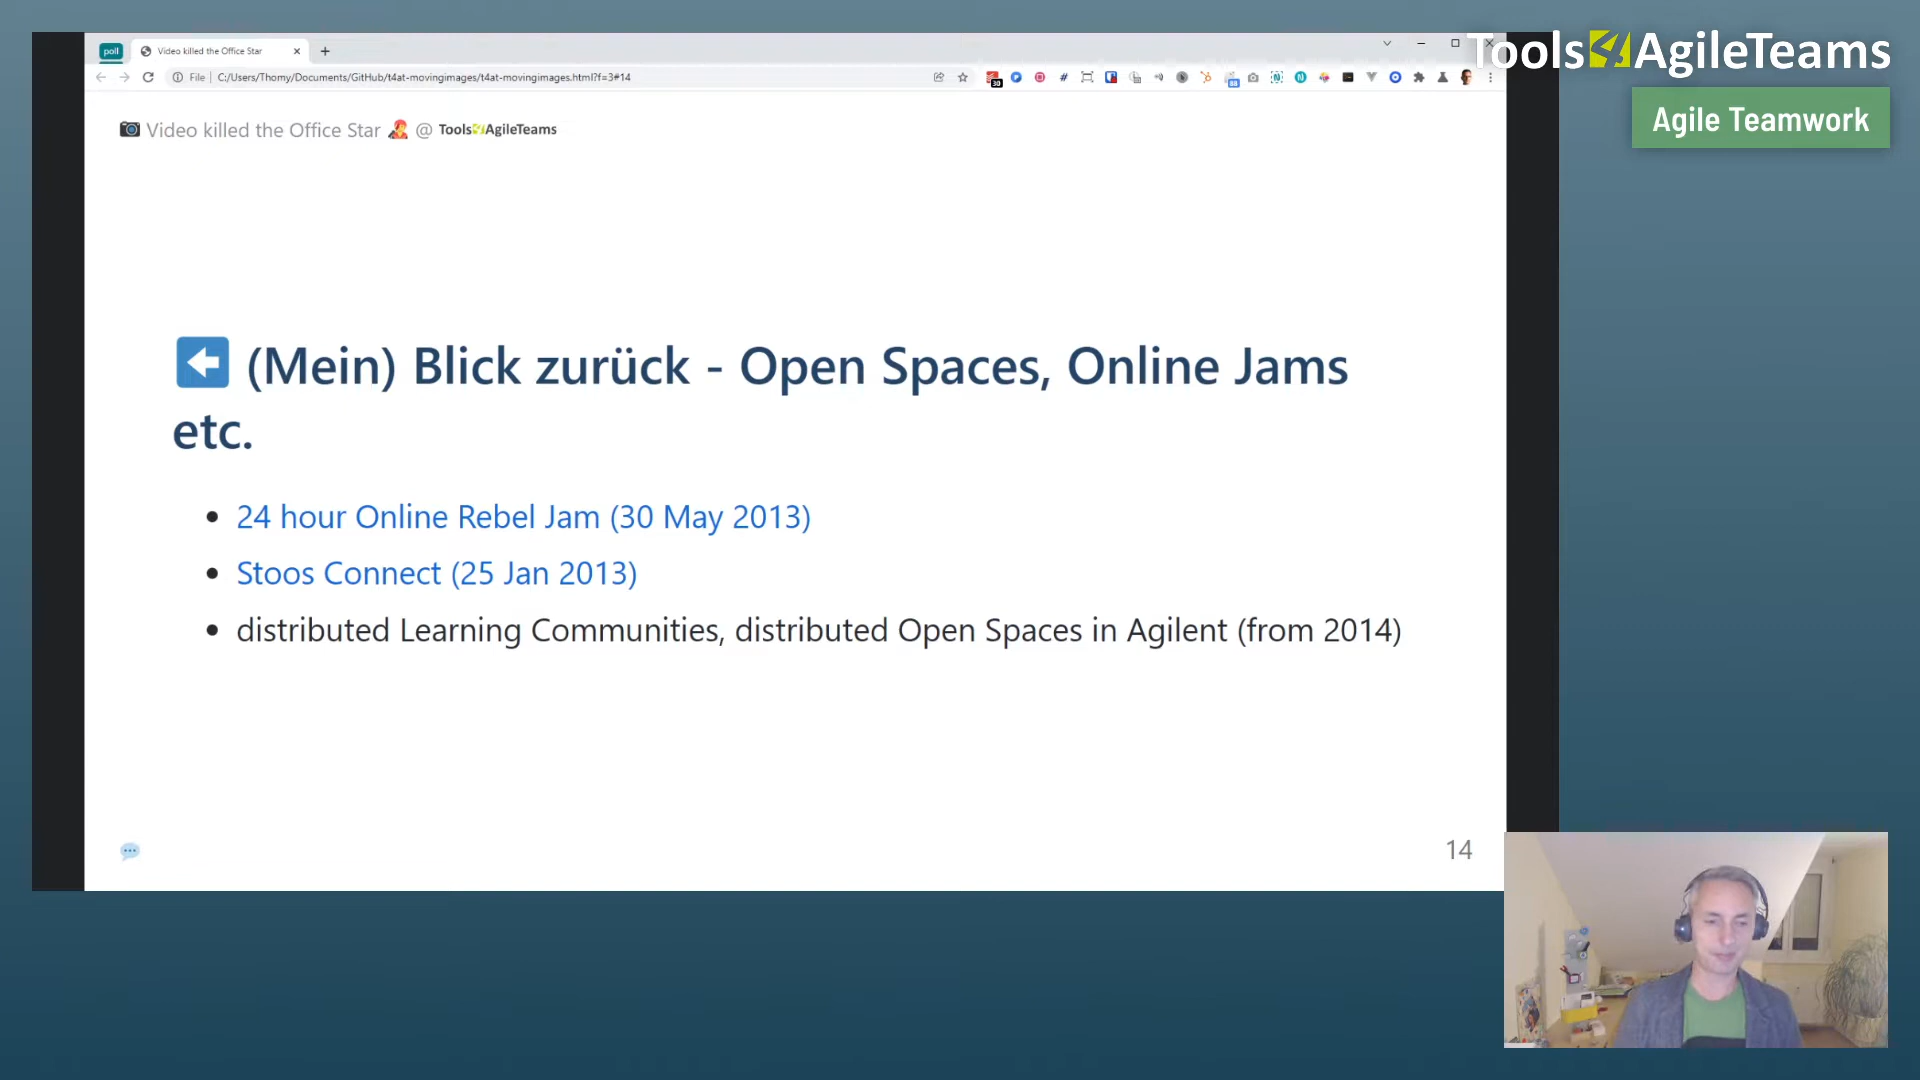 poll
Video killed the Office Star
File
C:/Users/Thomy/Documents/GitHub/t4at-movingimages/t4at-movingimages.html?f=3#14
30
Tools4AgileTeams
Agile Teamwork
Video killed the Office Star @ Tools4AgileTeams
(Mein) Blick zurück - Open Spaces, Online Jams
etc.
• 24 hour Online Rebel Jam (30 May 2013)
• Stoos Connect (25 Jan 2013)
• distributed Learning Communities, distributed Open Spaces in Agilent (from 2014)
14